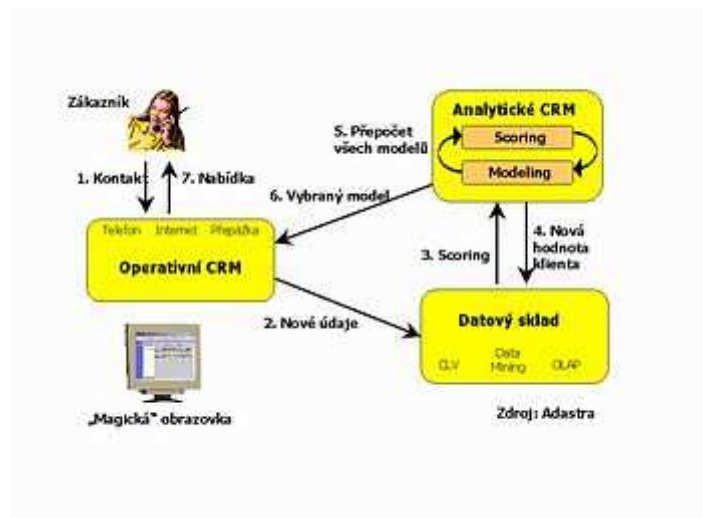 Zákazník
1. Kontakt
7. Nabídka
Telefon Internet Přepážka
Operativní CRM
„Magická“ obrazovka
2. Nové údaje
6. Vybraný model
5. Přepočet
všech modelů
Analytické CRM
Scoring
Modeling
3. Scoring
4. Nová
hodnota
klienta
Datový sklad
CLV
Data
Mining
OLAP
Zdroj: Adastra